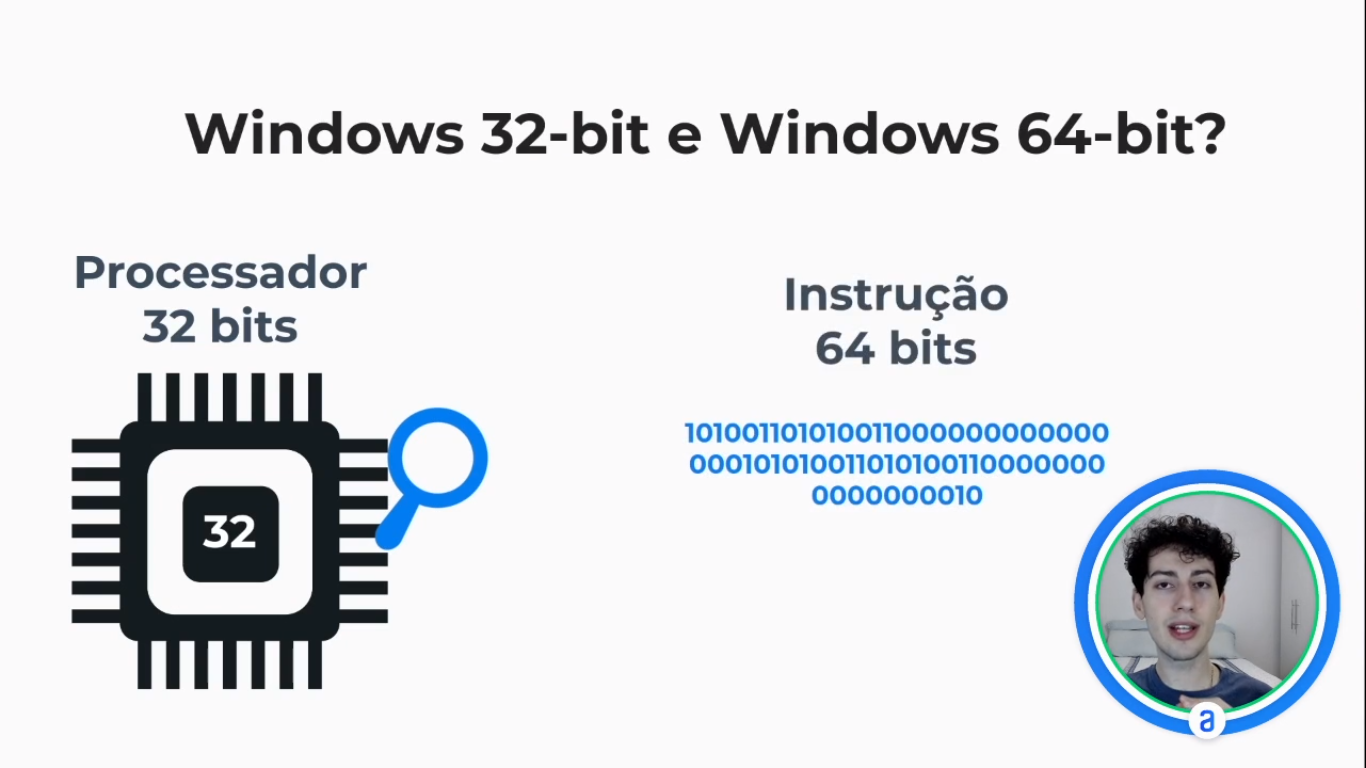 Windows 32-bit e Windows 64-bit?
Processador
32 bits
32
Instrução
64 bits
1010011010100110000000000000
0001010100110101001100000000
0000000010
a